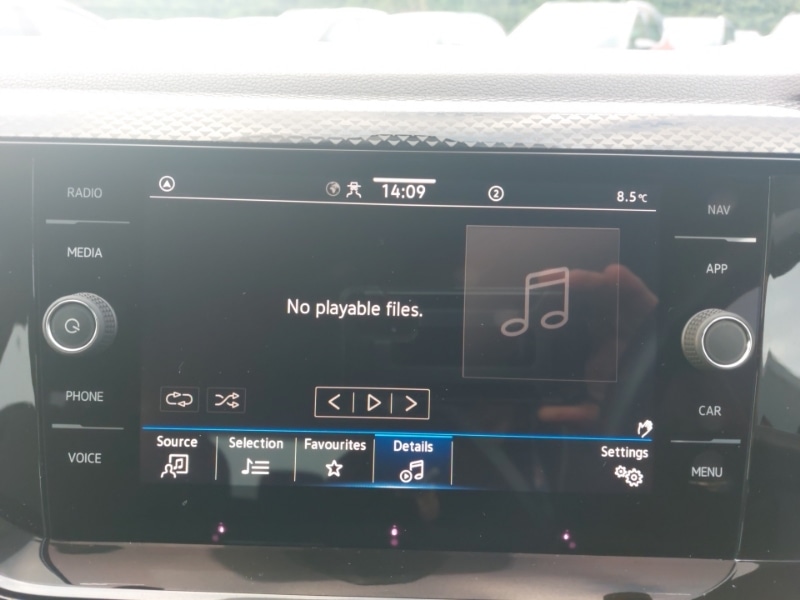 RADIO
MEDIA
PHONE
VOICE
14:09
2
8.5°C
No playable files.
Source
Selection
Favourites
Details
Settings
NAV
APP
CAR
MENU